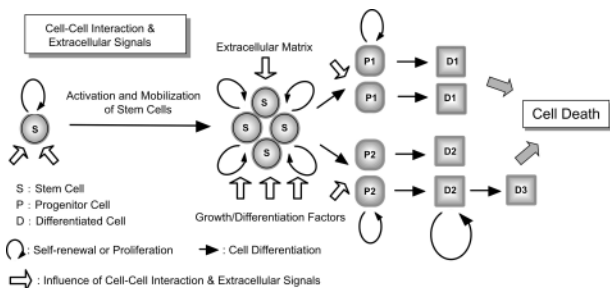 Cell-Cell Interaction &
Extracellular Signals
Extracellular Matrix
Activation and Mobilization
of Stem Cells
S
S
S
S
S
P1
D1
P1
D1
P2
D2
P2
D2
D3
Cell Death
Growth/Differentiation Factors
S : Stem Cell
P : Progenitor Cell
D : Differentiated Cell
: Self-renewal or Proliferation
: Cell Differentiation
: Influence of Cell-Cell Interaction & Extracellular Signals